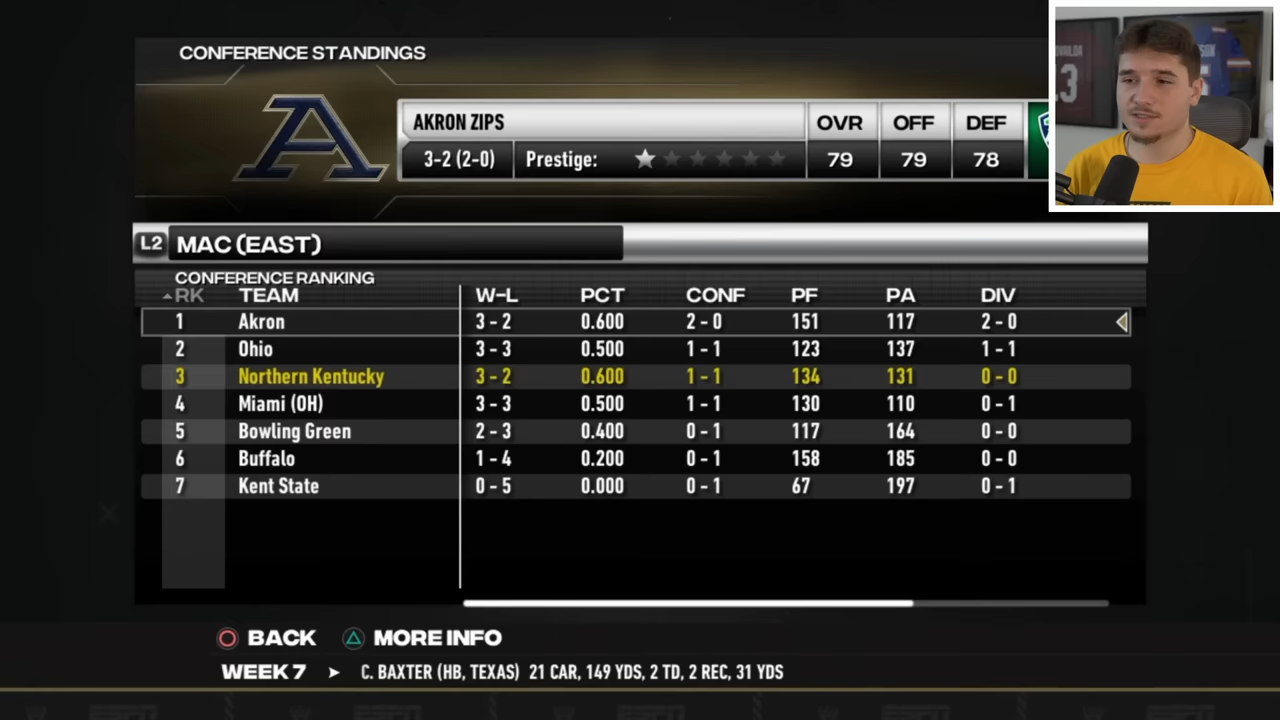 CONFERENCE STANDINGS
A
AKRON ZIPS OVR OFF DEF
3-2 (2-0) Prestige: 79 79 78
L2 MAC (EAST)
CONFERENCE RANKING
RK TEAM W-L PCT CONF PF PA DIV
1 Akron 3 - 2 0.600 2 - 0 151 117 2 - 0
2 Ohio 3 - 3 0.500 1 - 1 123 137 1 - 1
3 Northern Kentucky 3 - 2 0.600 1 - 1 134 131 0 - 0
4 Miami (OH) 3 - 3 0.500 1 - 1 130 110 0 - 1
5 Bowling Green 2 - 3 0.400 0 - 1 117 164 0 - 0
6 Buffalo 1 - 4 0.200 0 - 1 158 185 0 - 0
7 Kent State 0 - 5 0.000 0 - 1 67 197 0 - 1
BACK MORE INFO
WEEK 7 C. BAXTER (HB, TEXAS) 21 CAR, 149 YDS, 2 TD, 2 REC, 31 YDS